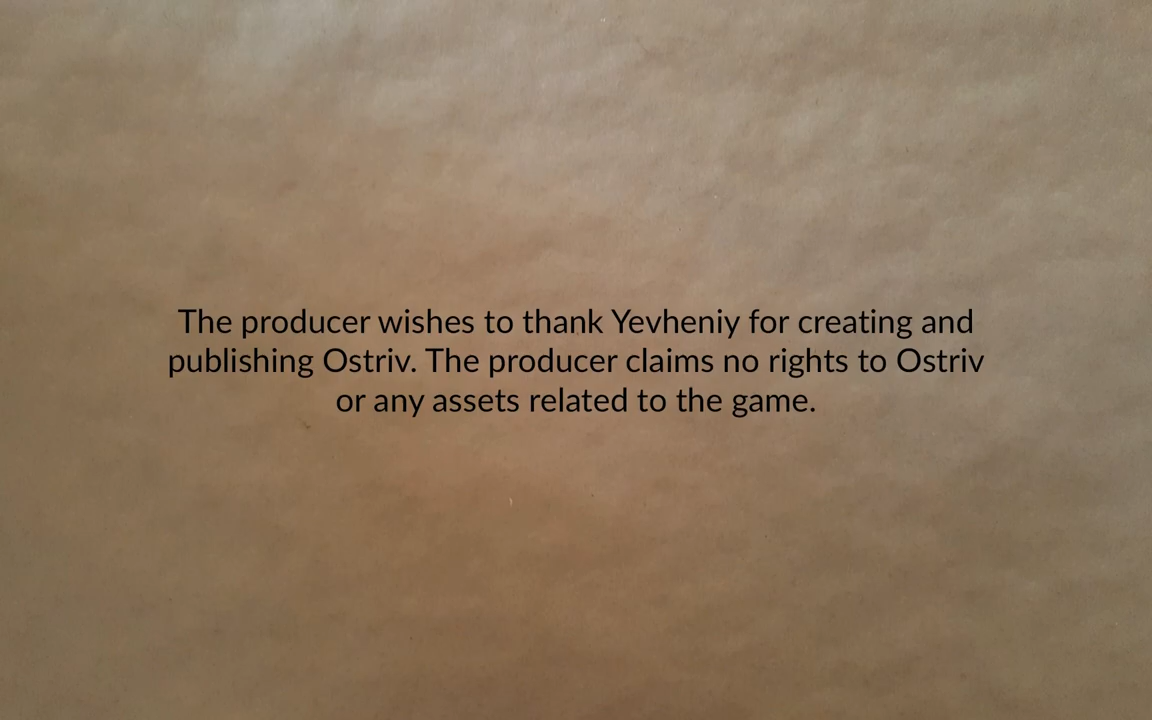 The producer wishes to thank Yevheniy for creating and
publishing Ostriv. The producer claims no rights to Ostriv
or any assets related to the game.